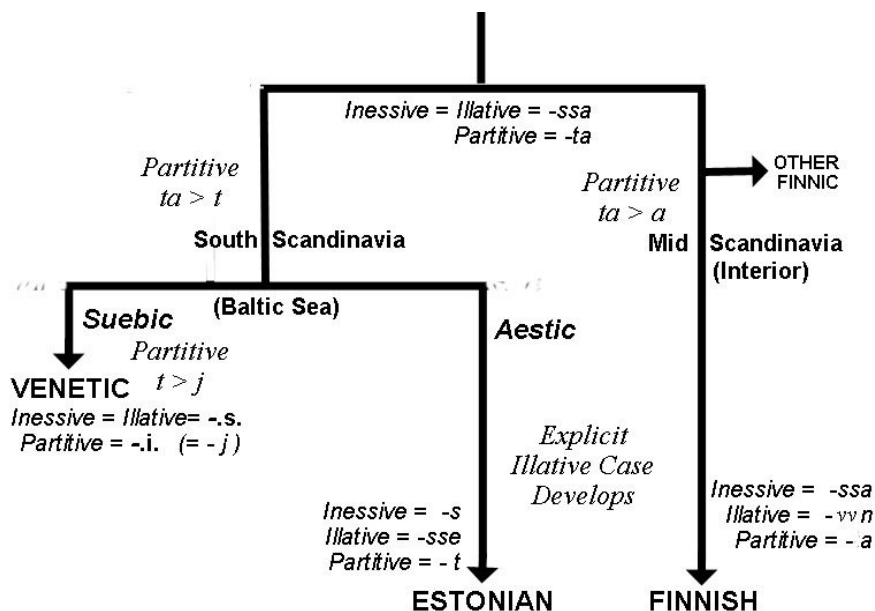 Inessive = Illative = -ssa
Partitive = -ta
OTHER
FINNIC
Partitive
ta > t
Partitive
ta > a
South Scandinavia
Mid Scandinavia
(Interior)
(Baltic Sea)
Suebic
Aestic
Partitive
t > j
VENETIC
Inessive = Illative= -.s.
Partitive = -.i. (= - j )
Explicit
Illative Case
Develops
Inessive = -s
Illative = -sse
Partitive = - t
Inessive = -ssa
Illative = - vv n
Partitive = - a
ESTONIAN
FINNISH